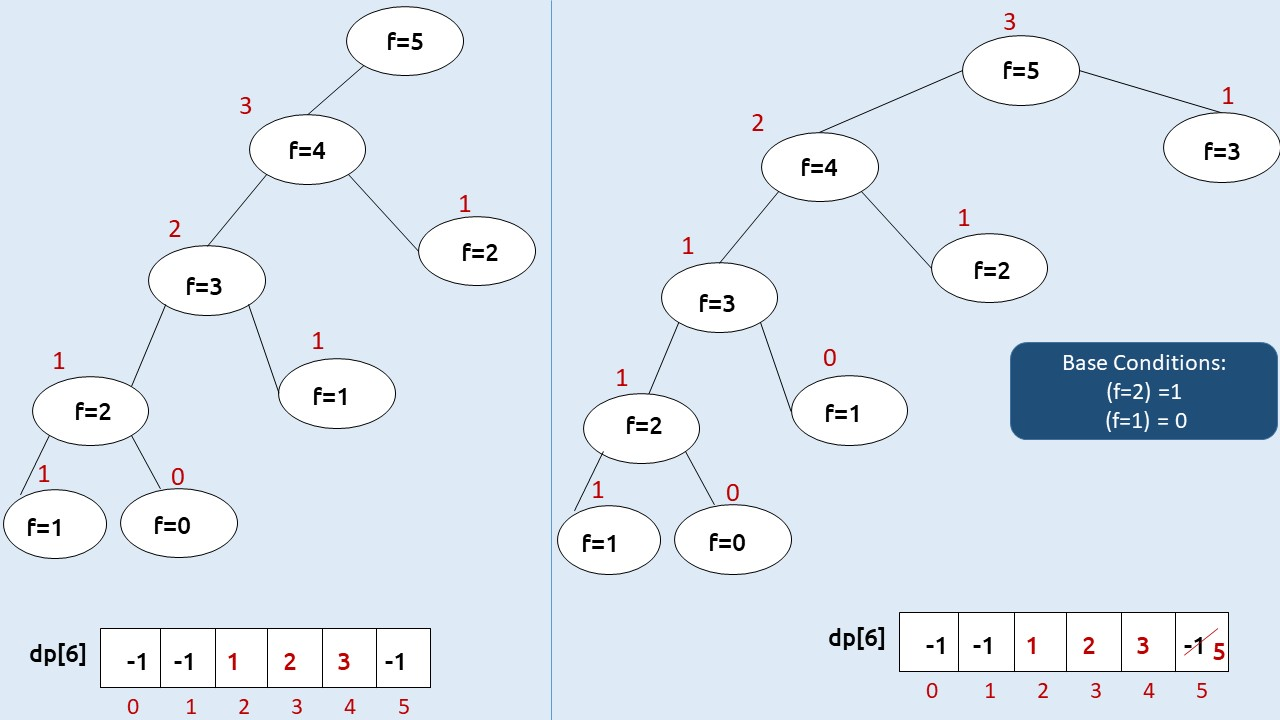 f=5
3
f=4
1
2
f=2
f=3
1
1
f=1
f=2
1
0
f=1
f=0
dp[6]
-1 -1 1 2 3 -1
0 1 2 3 4 5
3
f=5
1
2
f=3
f=4
1
1
f=2
f=3
0
1
f=1
f=2
1
0
f=1
f=0
Base Conditions:
(f=2) =1
(f=1) = 0
dp[6]
-1 -1 1 2 3 -1 5
0 1 2 3 4 5